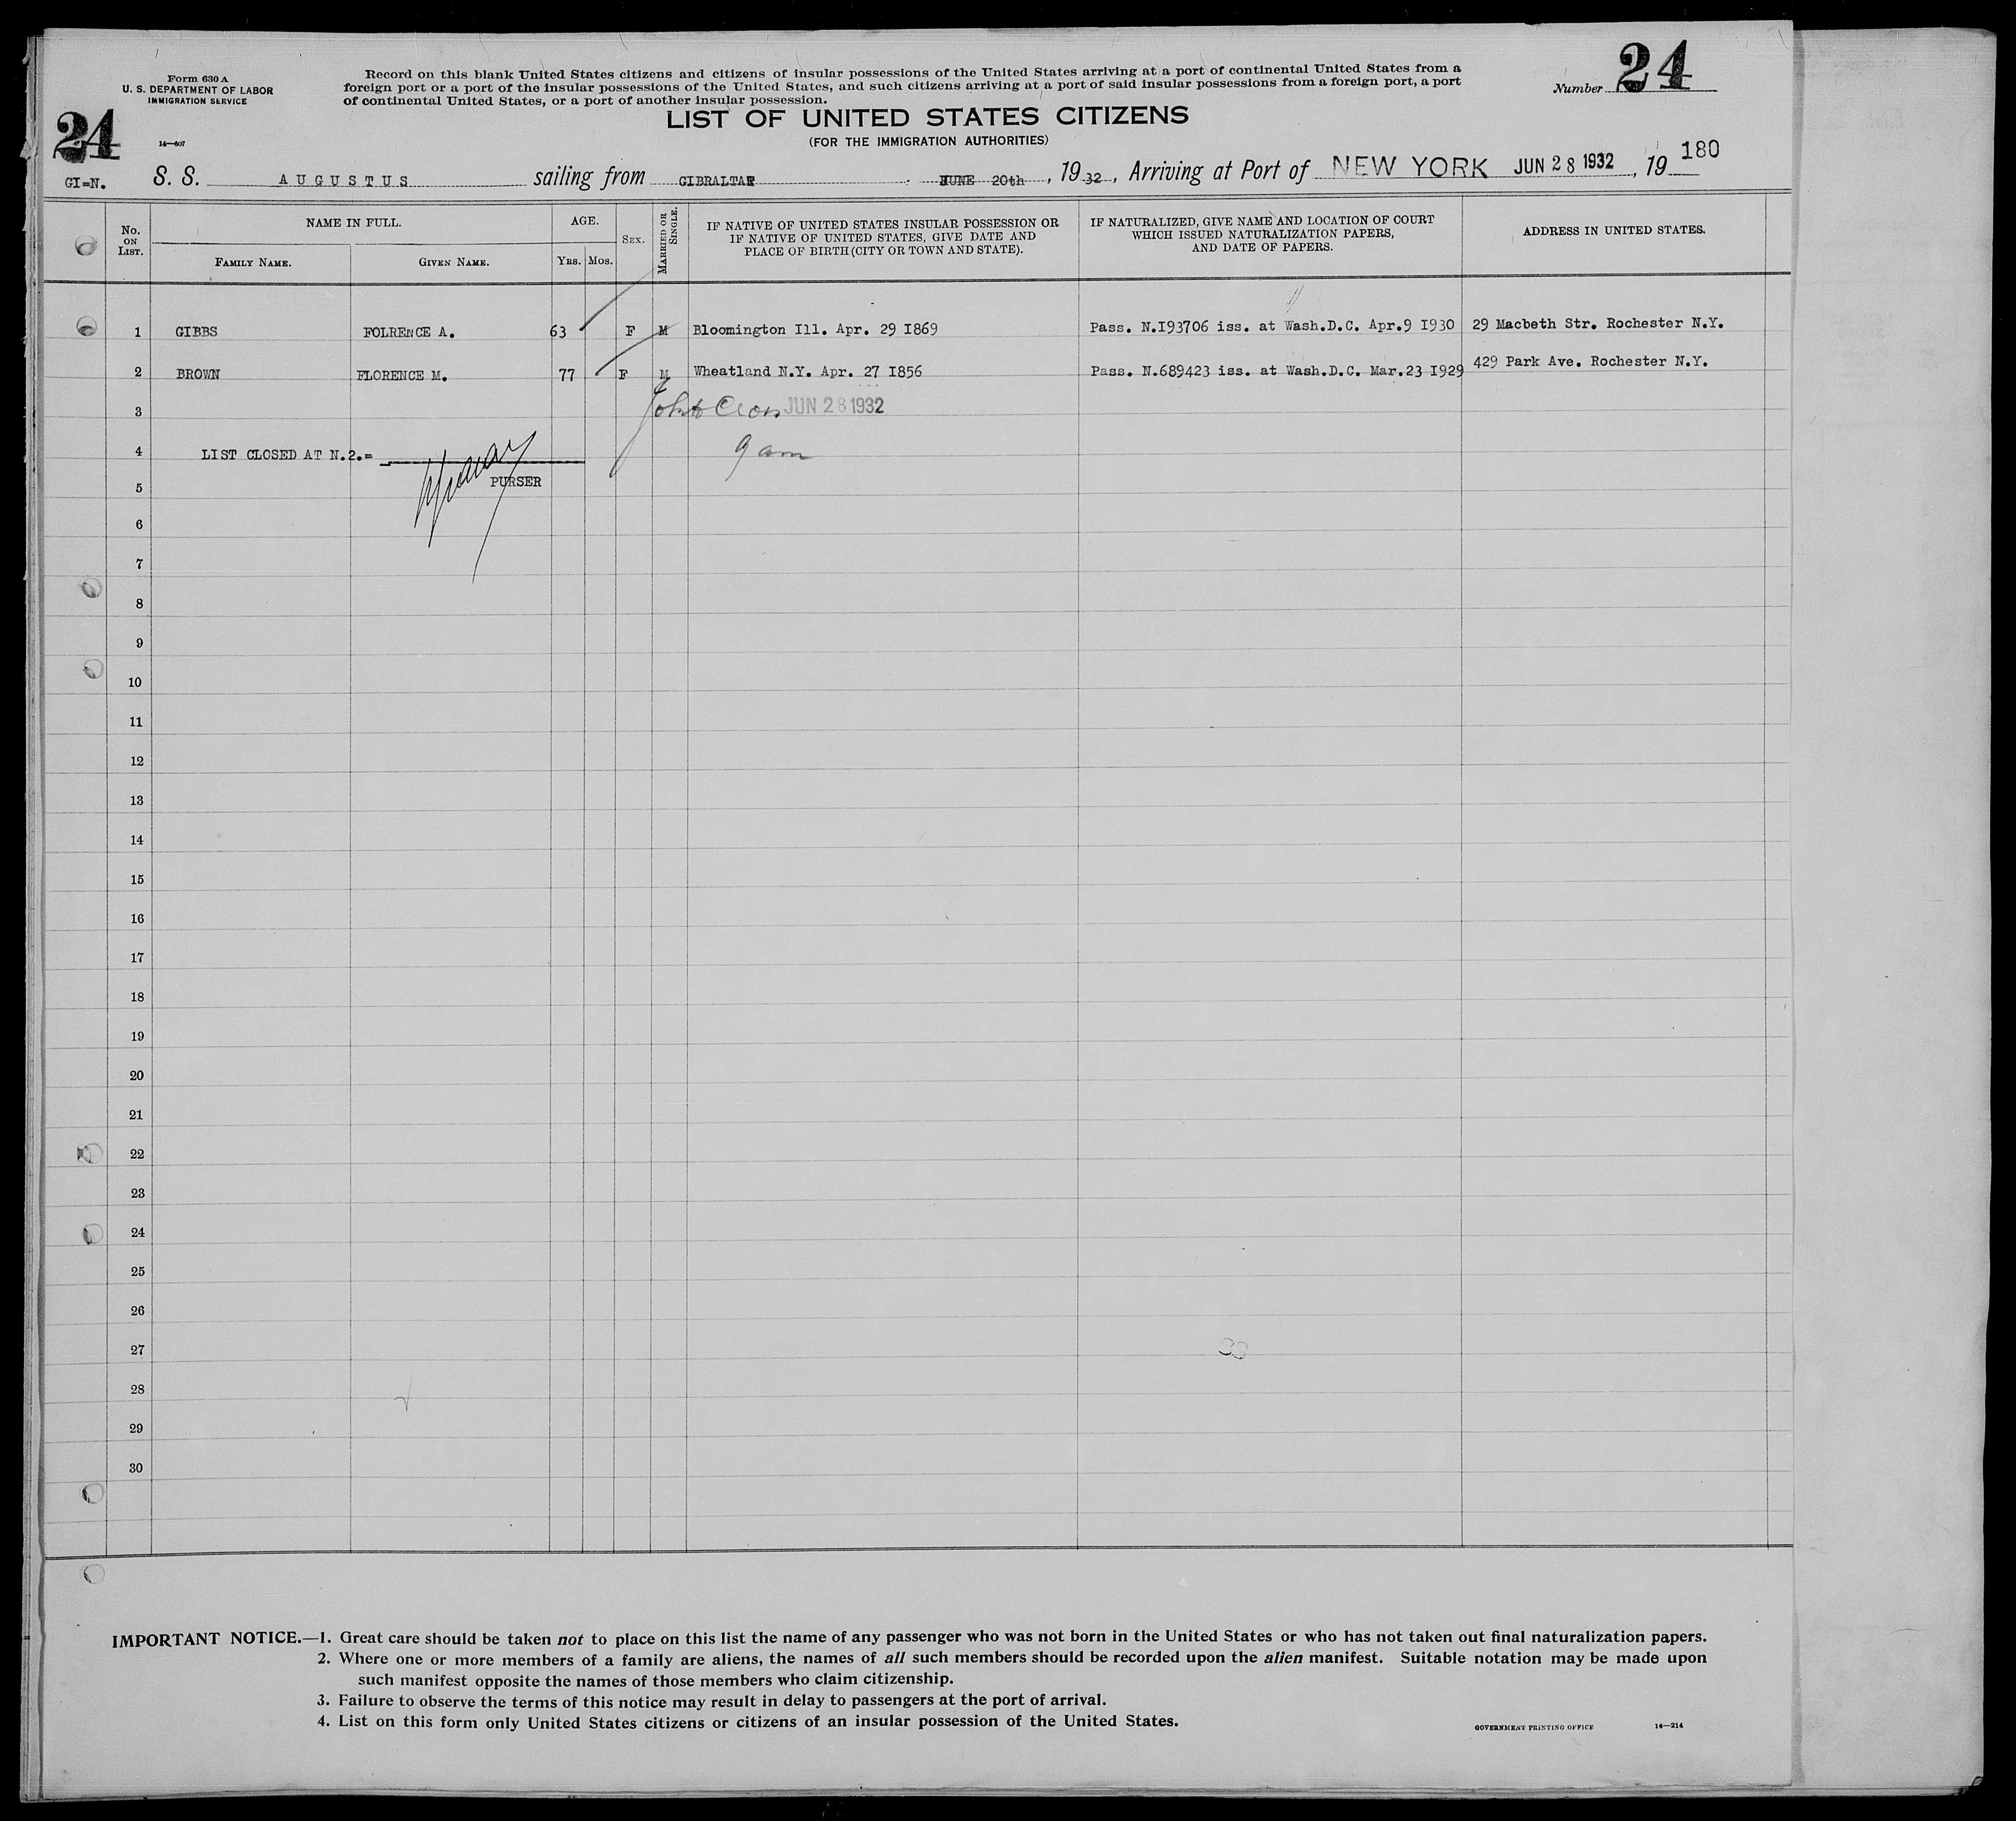 Form 630 A
U. S. DEPARTMENT OF LABOR
IMMIGRATION SERVICE
Record on this blank United States citizens and citizens of insular possessions of the United States arriving at a port of continental United States from a
foreign port or a port of the insular possessions of the United States, and such citizens arriving at a port of said insular possessions from a foreign port, a port
of continental United States, or a port of another insular possession.
Number 24
24
14—607
LIST OF UNITED STATES CITIZENS
(FOR THE IMMIGRATION AUTHORITIES)
180
GI=N. S. S. AUGUSTUS sailing from GIBRALTAR JUNE 20th, 1932, Arriving at Port of NEW YORK JUN 28 1932, 19
No. ON LIST. NAME IN FULL. AGE. SEX. MARRIED OR SINGLE. IF NATIVE OF UNITED STATES INSULAR POSSESSION OR IF NATIVE OF UNITED STATES, GIVE DATE AND PLACE OF BIRTH (CITY OR TOWN AND STATE). IF NATURALIZED, GIVE NAME AND LOCATION OF COURT WHICH ISSUED NATURALIZATION PAPERS, AND DATE OF PAPERS. ADDRESS IN UNITED STATES.
FAMILY NAME. GIVEN NAME. YRS. MOS.
1 GIBBS FOLRENCE A. 63 F M Bloomington Ill. Apr. 29 I869 Pass. N.I93706 iss. at Wash.D.C. Apr.9 I930 29 Macbeth Str. Rochester N.Y.
2 BROWN FLORENCE M. 77 F M Wheatland N.Y. Apr. 27 I856 Pass. N.689423 iss. at Wash.D.C. Mar.23 I929 429 Park Ave. Rochester N.Y.
3 JUN 28 1932
4 LIST CLOSED AT N.2.= 9 am
5 PURSER
6
7
8
9
10
11
12
13
14
15
16
17
18
19
20
21
22
23
24
25
26
27 33
28
29
30
IMPORTANT NOTICE.—1. Great care should be taken not to place on this list the name of any passenger who was not born in the United States or who has not taken out final naturalization papers.
2. Where one or more members of a family are aliens, the names of all such members should be recorded upon the alien manifest. Suitable notation may be made upon
such manifest opposite the names of those members who claim citizenship.
3. Failure to observe the terms of this notice may result in delay to passengers at the port of arrival.
4. List on this form only United States citizens or citizens of an insular possession of the United States.
GOVERNMENT PRINTING OFFICE 14—214